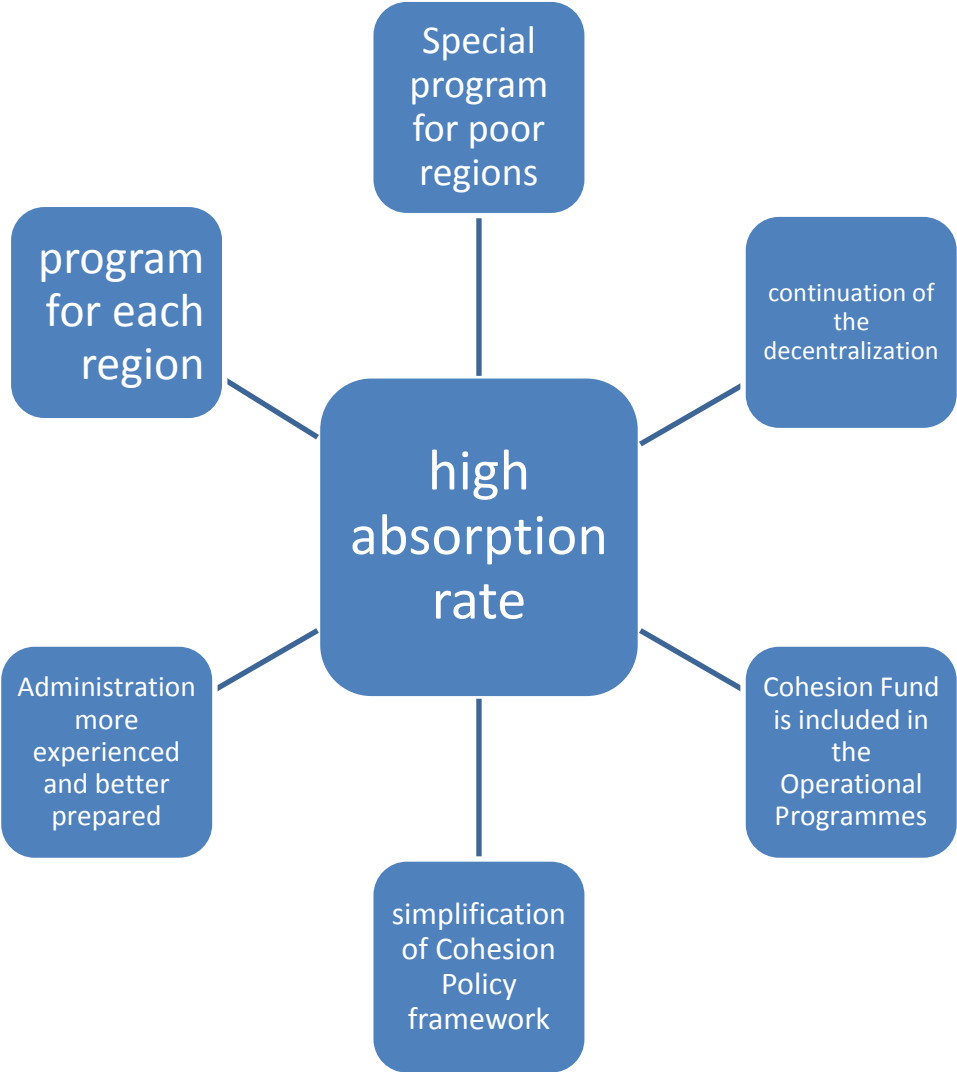 Special
program
for poor
regions
program
for each
region
continuation of
the
decentralization
high
absorption
rate
Administration
more
experienced
and better
prepared
Cohesion Fund
is included in
the
Operational
Programmes
simplification
of Cohesion
Policy
framework